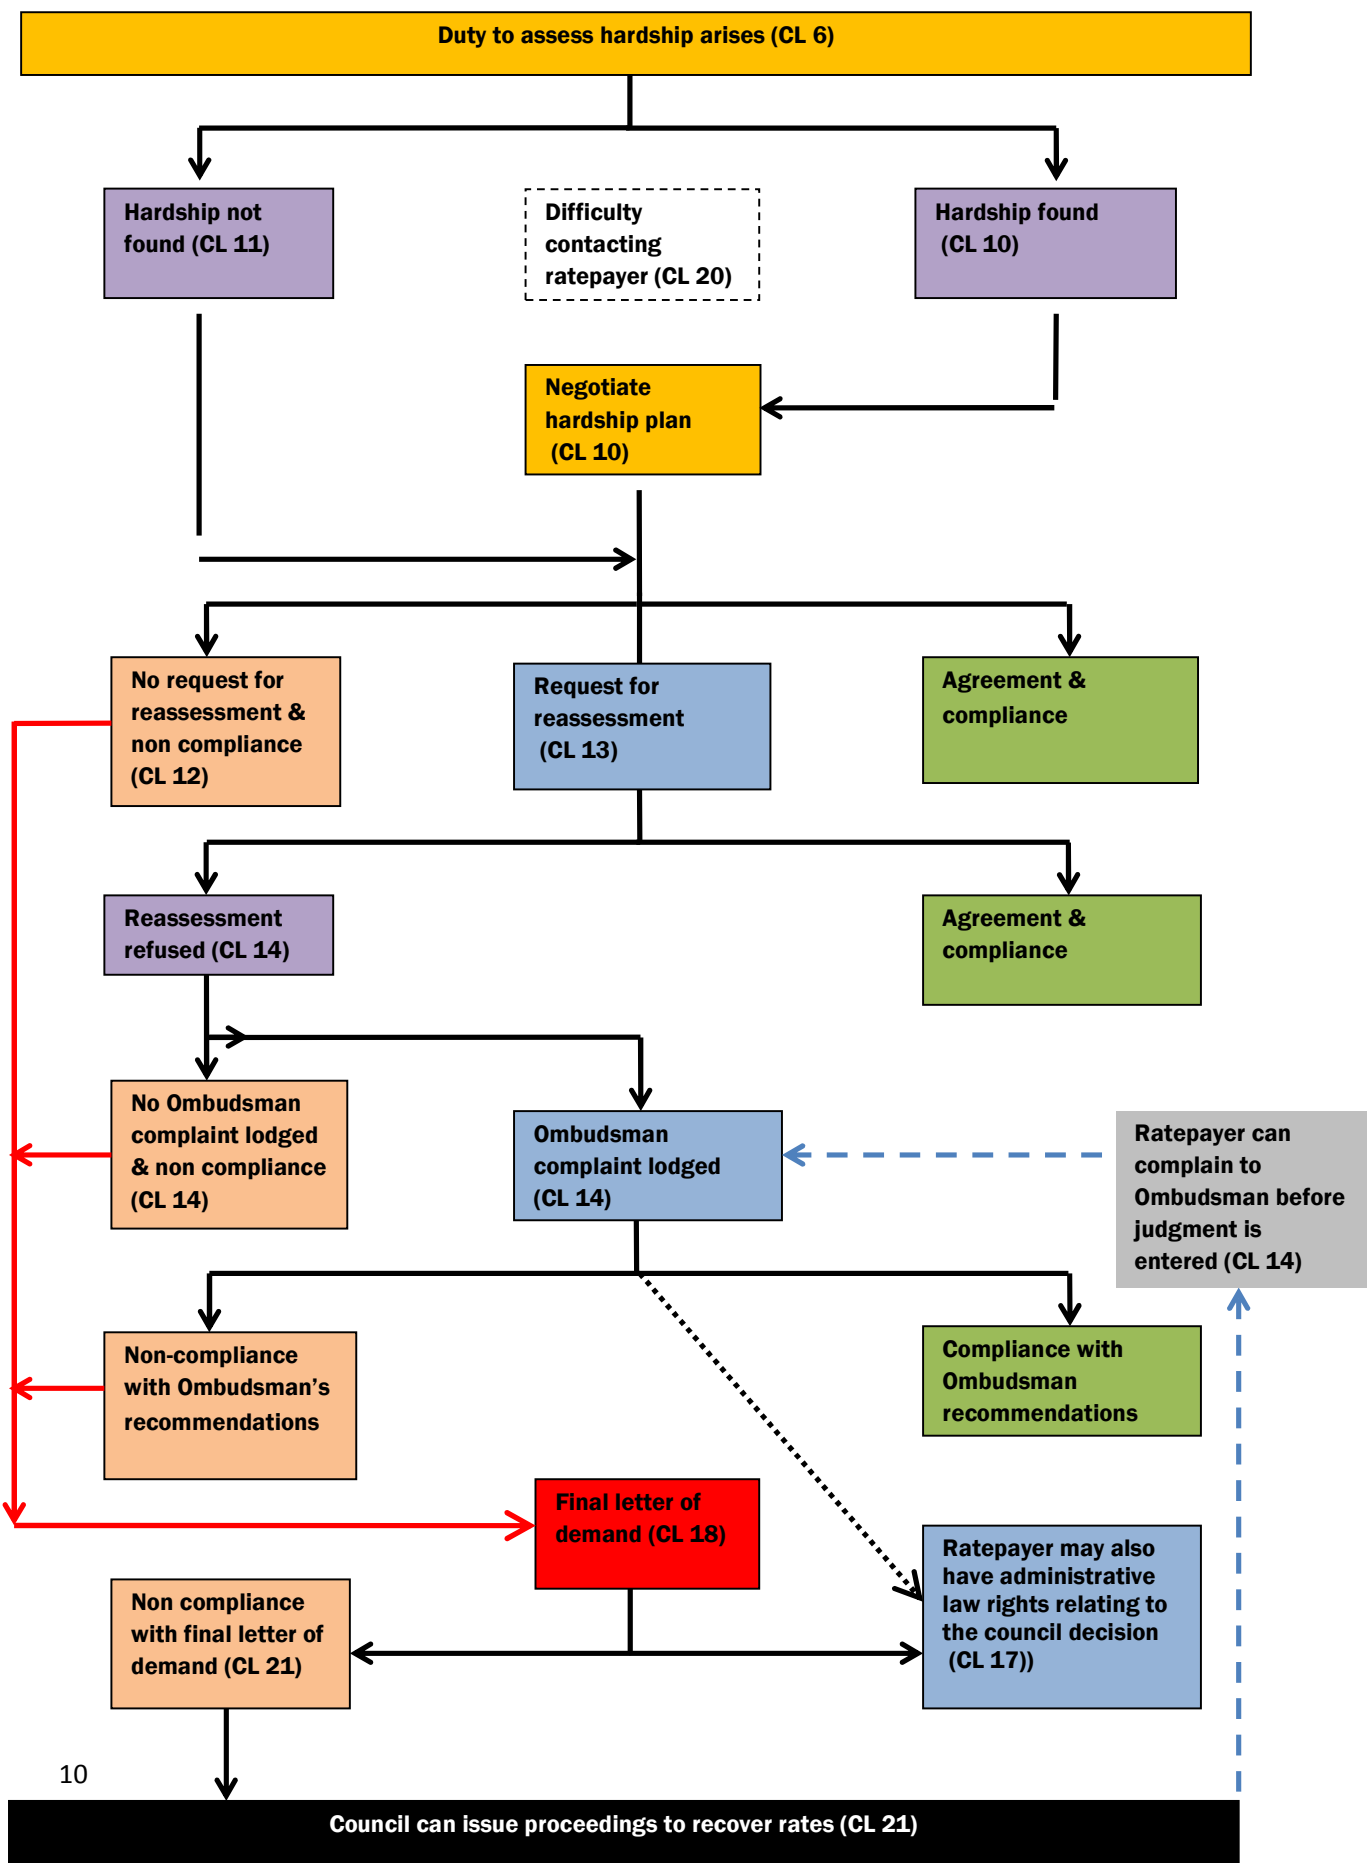 Duty to assess hardship arises (CL 6)
Hardship not
found (CL 11)
Difficulty
contacting
ratepayer (CL 20)
Hardship found
(CL 10)
Negotiate
hardship plan
(CL 10)
No request for
reassessment &
non compliance
(CL 12)
Request for
reassessment
(CL 13)
Agreement &
compliance
Reassessment
refused (CL 14)
Agreement &
compliance
No Ombudsman
complaint lodged
& non compliance
(CL 14)
Ombudsman
complaint lodged
(CL 14)
Ratepayer can
complain to
Ombudsman before
judgment is
entered (CL 14)
Non-compliance
with Ombudsman’s
recommendations
Compliance with
Ombudsman
recommendations
Final letter of
demand (CL 18)
Ratepayer may also
have administrative
law rights relating to
the council decision
(CL 17))
Non compliance
with final letter of
demand (CL 21)
10
Council can issue proceedings to recover rates (CL 21)